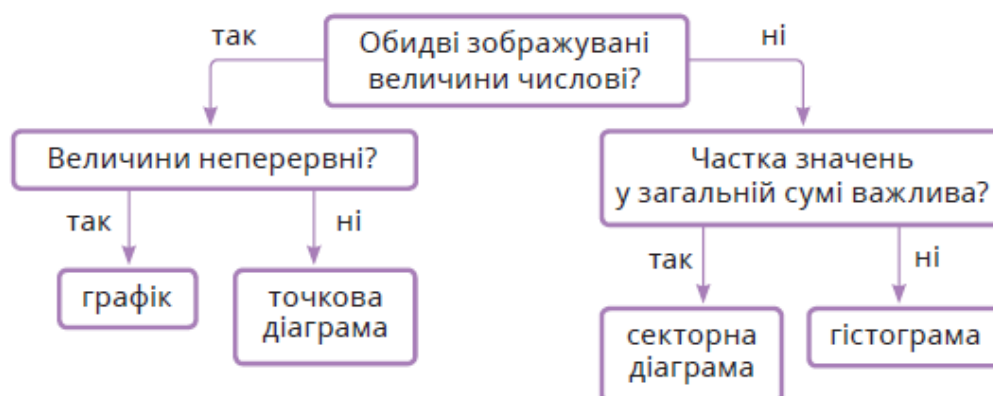 так
Обидві зображувані
величини числові?
ні
Величини неперервні?
Частка значень
у загальній сумі важлива?
так
ні
так
ні
графік
точкова
діаграма
секторна
діаграма
гістограма